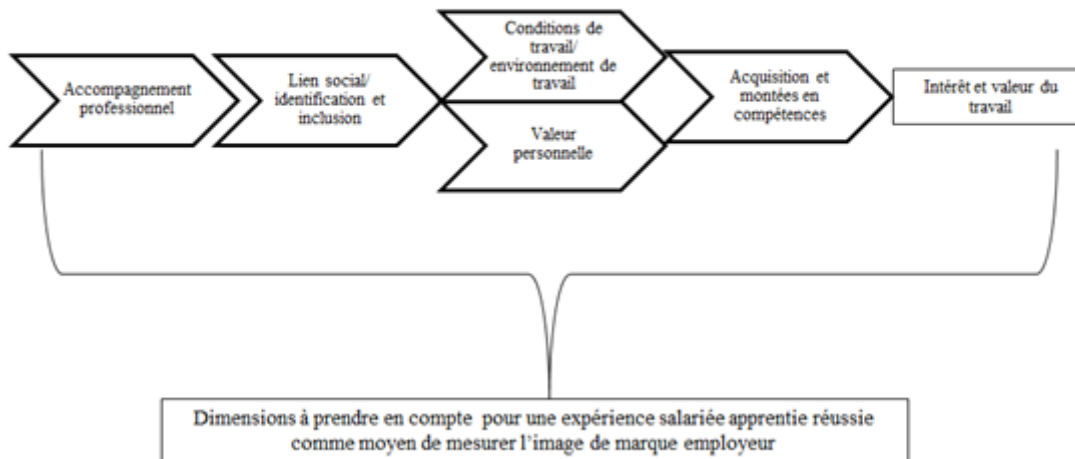 Accompagnement
professionnel
Lien social/
identification et
inclusion
Conditions de
travail/
environnement de
travail
Valeur
personnelle
Acquisition et
montées en
compétences
Intérêt et valeur du
travail
Dimensions à prendre en compte pour une expérience salariée apprentie réussie
comme moyen de mesurer l'image de marque employeur